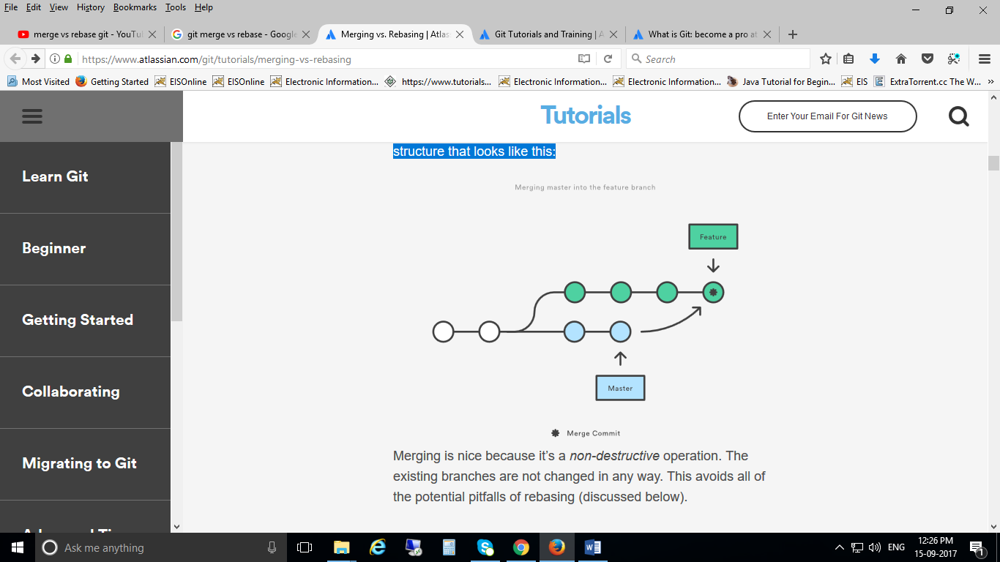 File Edit View History Bookmarks Tools Help
merge vs rebase git - YouTu
git merge vs rebase - Google
Merging vs. Rebasing | Atlas
Git Tutorials and Training | A
What is Git: become a pro at
https://www.atlassian.com/git/tutorials/merging-vs-rebasing
Search
Most Visited Getting Started EISOnline EISOnline Electronic Information... https://www.tutorials... Electronic Information... Electronic Information... Java Tutorial for Begin... EIS ExtraTorrent.cc The W...
Tutorials
Enter Your Email For Git News
Learn Git
Beginner
Getting Started
Collaborating
Migrating to Git
structure that looks like this:
Merging master into the feature branch
Feature
Master
Merge Commit
Merging is nice because it’s a non-destructive operation. The
existing branches are not changed in any way. This avoids all of
the potential pitfalls of rebasing (discussed below).
Ask me anything
ENG
12:26 PM
15-09-2017
1